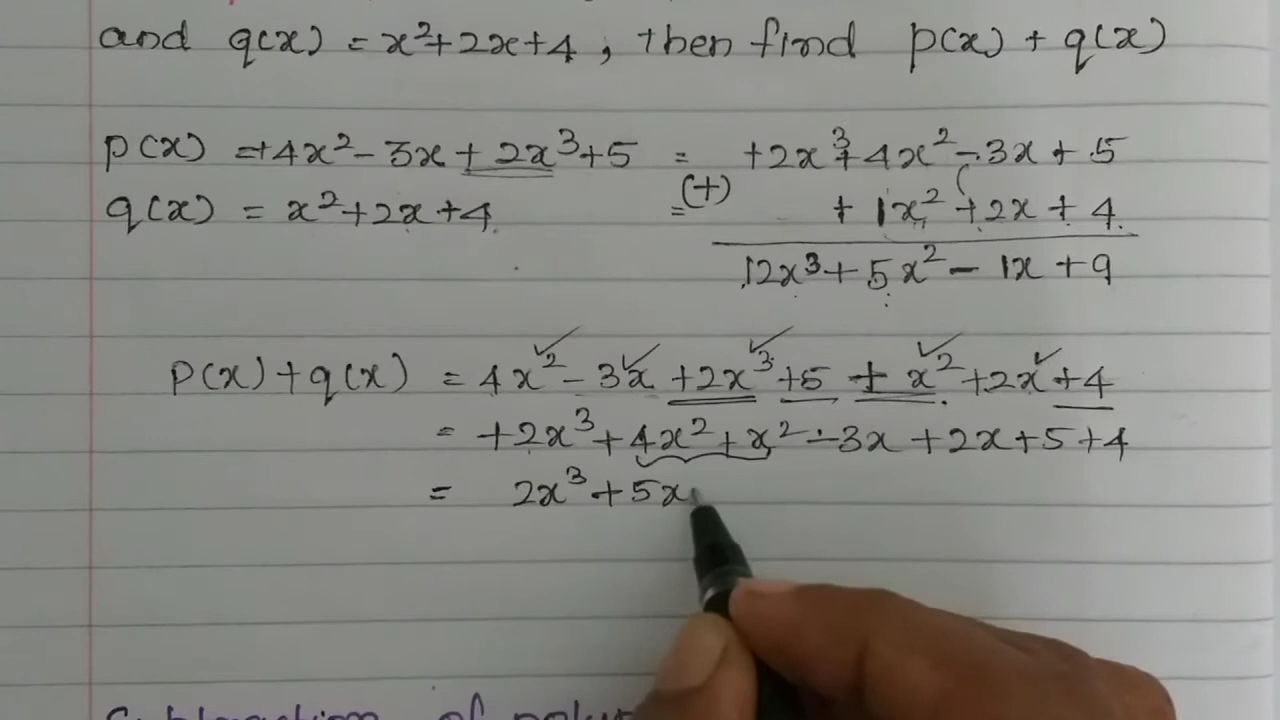 and q(x) = x²+2x+4, then find p(x) + q(x)
p(x) =+4x²-3x+2x³+5 = +2x³+4x²-3x+5
q(x) = x²+2x+4 = (+) +1x²+2x+4
12x³+5x²-1x+9
p(x)+q(x) = 4x²-3x+2x³+5+x²+2x+4
= +2x³+4x²+x²-3x+2x+5+4
= 2x³+5x
of